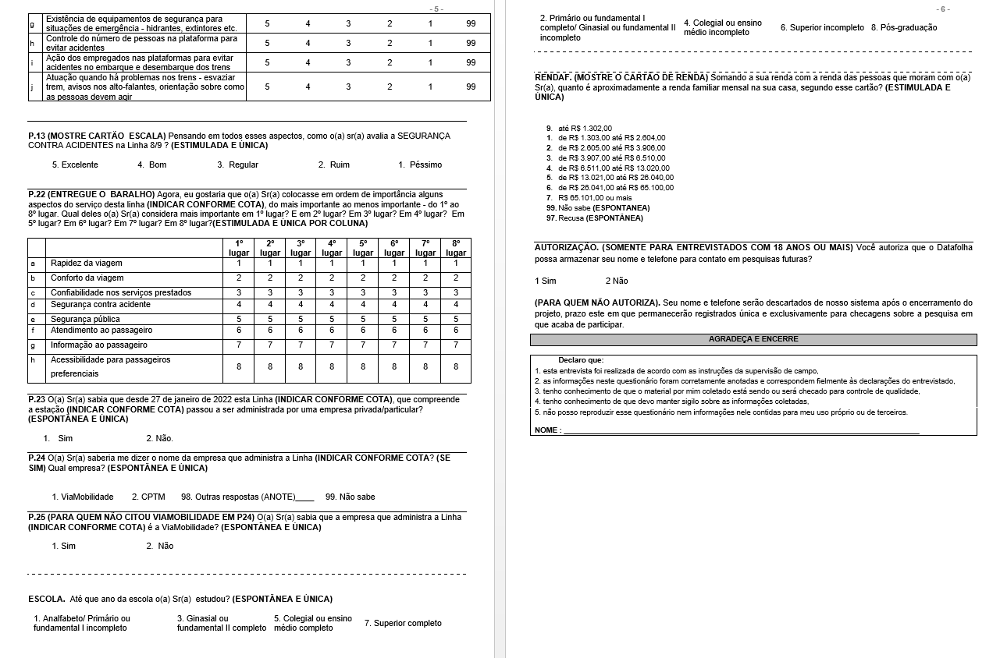 - 5 -
g Existência de equipamentos de segurança para 5 4 3 2 1 99
situações de emergência - hidrantes, extintores etc.
h Controle do número de pessoas na plataforma para 5 4 3 2 1 99
evitar acidentes
i Ação dos empregados nas plataformas para evitar 5 4 3 2 1 99
acidentes no embarque e desembarque dos trens
j Atuação quando há problemas nos trens - esvaziar
trem, avisos nos alto-falantes, orientação sobre como 5 4 3 2 1 99
as pessoas devem agir
P.13 (MOSTRE CARTÃO ESCALA) Pensando em todos esses aspectos, como o(a) sr(a) avalia a SEGURANÇA
CONTRA ACIDENTES na Linha 8/9 ? (ESTIMULADA E ÚNICA)
5. Excelente 4. Bom 3. Regular 2. Ruim 1. Péssimo
P.22 (ENTREGUE O BARALHO) Agora, eu gostaria que o(a) Sr(a) colocasse em ordem de importância alguns
aspectos do serviço desta linha (INDICAR CONFORME COTA), do mais importante ao menos importante - do 1º ao
8º lugar. Qual deles o(a) Sr(a) considera mais importante em 1º lugar? E em 2º lugar? Em 3º lugar? Em 4º lugar? Em
5º lugar? Em 6º lugar? Em 7º lugar? Em 8º lugar?(ESTIMULADA E ÚNICA POR COLUNA)
1º 2º 3º 4º 5º 6º 7º 8º
lugar lugar lugar lugar lugar lugar lugar lugar
a Rapidez da viagem 1 1 1 1 1 1 1 1
b Conforto da viagem 2 2 2 2 2 2 2 2
c Confiabilidade nos serviços prestados 3 3 3 3 3 3 3 3
d Segurança contra acidente 4 4 4 4 4 4 4 4
e Segurança pública 5 5 5 5 5 5 5 5
f Atendimento ao passageiro 6 6 6 6 6 6 6 6
g Informação ao passageiro 7 7 7 7 7 7 7 7
h Acessibilidade para passageiros 8 8 8 8 8 8 8 8
preferenciais
P.23 O(a) Sr(a) sabia que desde 27 de janeiro de 2022 esta Linha (INDICAR CONFORME COTA), que compreende
a estação (INDICAR CONFORME COTA) passou a ser administrada por uma empresa privada/particular?
(ESPONTÂNEA E ÚNICA)
1. Sim 2. Não.
P.24 O(a) Sr(a) saberia me dizer o nome da empresa que administra a Linha (INDICAR CONFORME COTA? (SE
SIM) Qual empresa? (ESPONTÂNEA E ÚNICA)
1. ViaMobilidade 2. CPTM 98. Outras respostas (ANOTE)____ 99. Não sabe
P.25 (PARA QUEM NÃO CITOU VIAMOBILIDADE EM P24) O(a) Sr(a) sabia que a empresa que administra a Linha
(INDICAR CONFORME COTA) é a ViaMobilidade? (ESPONTÂNEA E ÚNICA)
1. Sim 2. Não
ESCOLA. Até que ano da escola o(a) Sr(a) estudou? (ESPONTÂNEA E ÚNICA)
1. Analfabeto/ Primário ou 3. Ginasial ou 5. Colegial ou ensino 7. Superior completo
fundamental I incompleto fundamental II completo médio completo
- 6 -
2. Primário ou fundamental I
completo/ Ginasial ou fundamental II 4. Colegial ou ensino 6. Superior incompleto 8. Pós-graduação
incompleto médio incompleto
RENDAF. (MOSTRE O CARTÃO DE RENDA) Somando a sua renda com a renda das pessoas que moram com o(a)
Sr(a), quanto é aproximadamente a renda familiar mensal na sua casa, segundo esse cartão? (ESTIMULADA E
ÚNICA)
9. até R$ 1.302,00
1. de R$ 1.303,00 até R$ 2.604,00
2. de R$ 2.605,00 até R$ 3.906,00
3. de R$ 3.907,00 até R$ 6.510,00
4. de R$ 6.511,00 até R$ 13.020,00
5. de R$ 13.021,00 até R$ 26.040,00
6. de R$ 26.041,00 até R$ 65.100,00
7. R$ 65.101,00 ou mais
99. Não sabe (ESPONTANEA)
97. Recusa (ESPONTÂNEA)
AUTORIZAÇÃO. (SOMENTE PARA ENTREVISTADOS COM 18 ANOS OU MAIS) Você autoriza que o Datafolha
possa armazenar seu nome e telefone para contato em pesquisas futuras?
1 Sim 2 Não
(PARA QUEM NÃO AUTORIZA). Seu nome e telefone serão descartados de nosso sistema após o encerramento do
projeto, prazo este em que permanecerão registrados única e exclusivamente para checagens sobre a pesquisa em
que acaba de participar.
AGRADEÇA E ENCERRE
Declaro que:
1. esta entrevista foi realizada de acordo com as instruções da supervisão de campo,
2. as informações neste questionário foram corretamente anotadas e correspondem fielmente às declarações do entrevistado,
3. tenho conhecimento de que o material por mim coletado está sendo ou será checado para controle de qualidade,
4. tenho conhecimento de que devo manter sigilo sobre as informações coletadas,
5. não posso reproduzir esse questionário nem informações nele contidas para meu uso próprio ou de terceiros.
NOME : ____________________